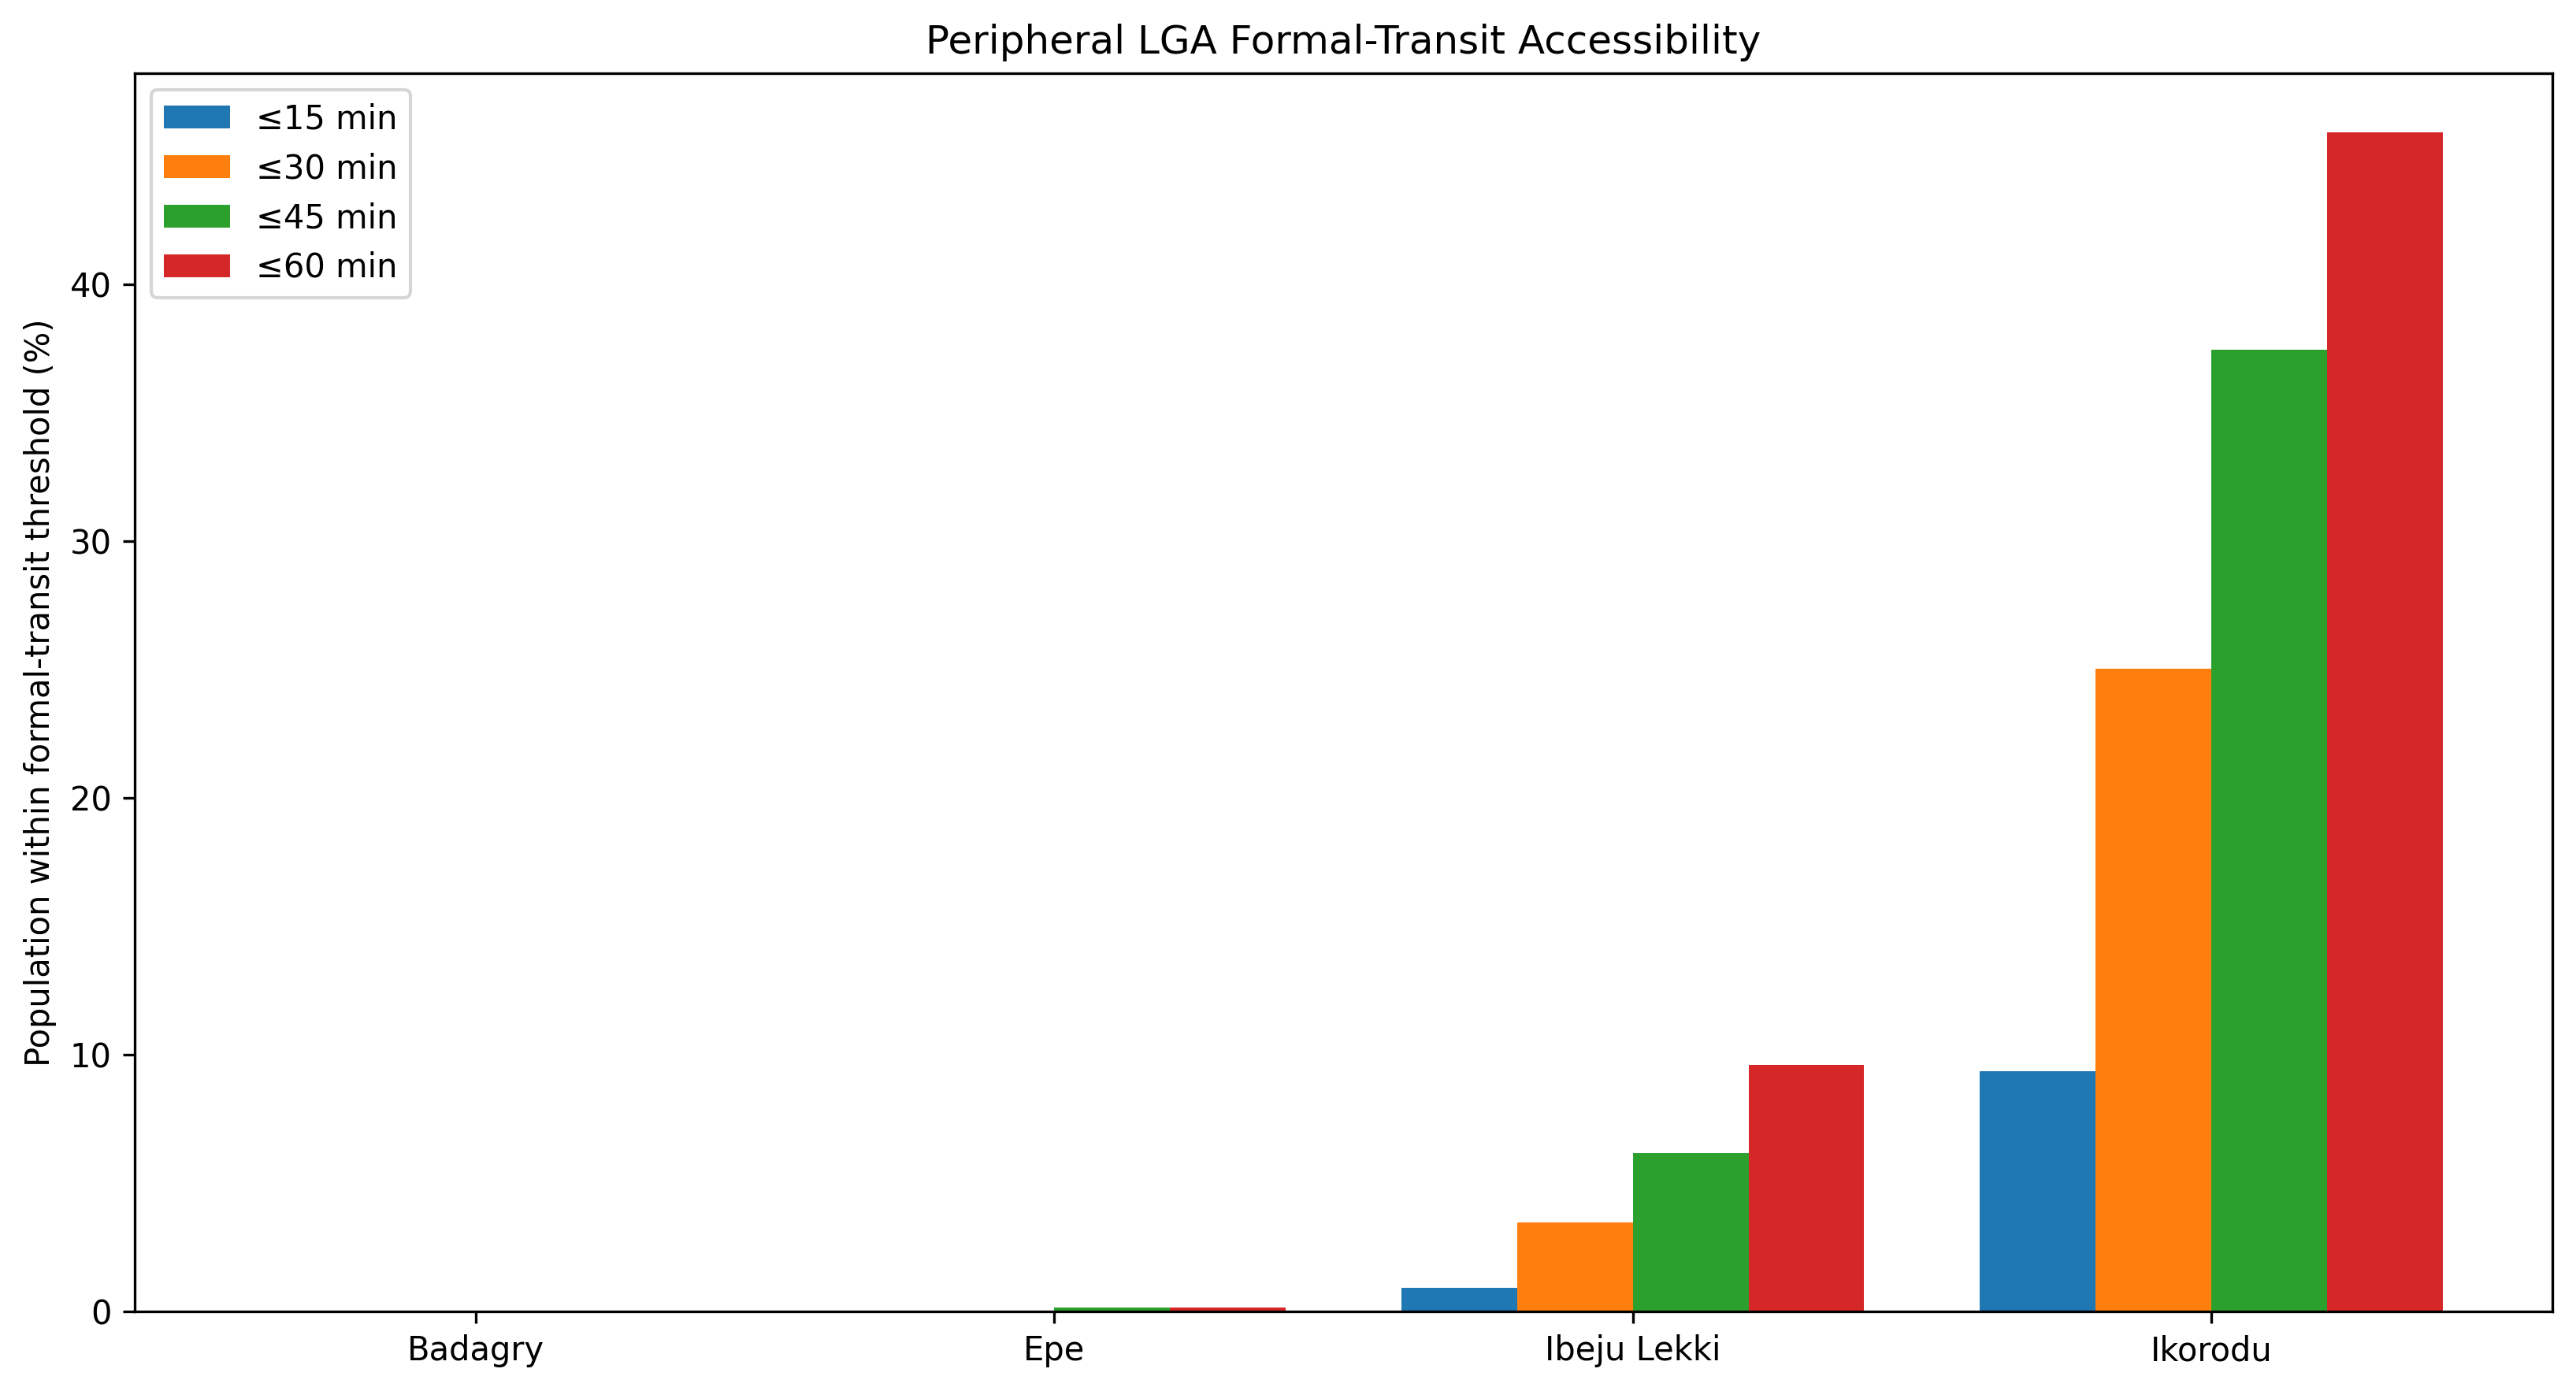 Peripheral LGA Formal-Transit Accessibility
≤15 min
≤30 min
≤45 min
≤60 min
Population within formal-transit threshold (%)
40
30
20
10
0
Badagry
Epe
Ibeju Lekki
Ikorodu